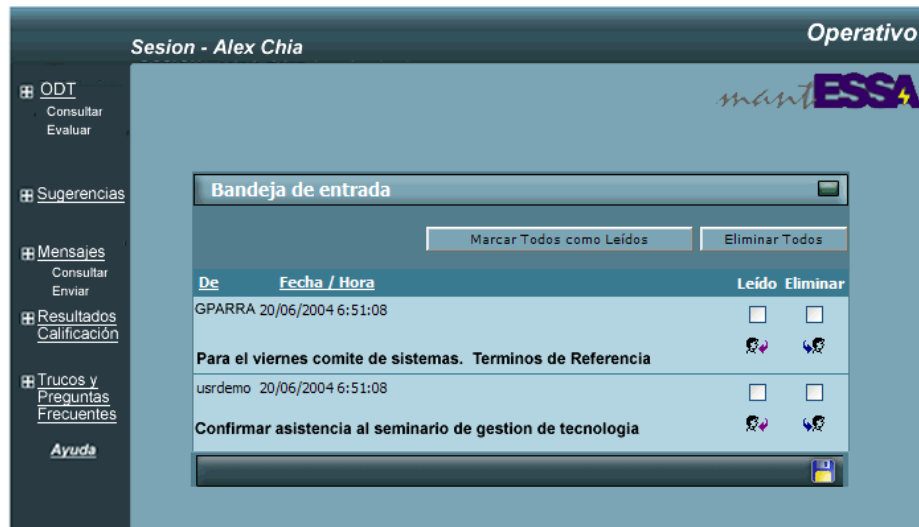 Operativo
Sesion - Alex Chia
mantESSA
ODT
Consultar
Evaluar
Sugerencias
Mensajes
Consultar
Enviar
Resultados
Calificación
Trucos y
Preguntas
Frecuentes
Ayuda
Bandeja de entrada
Marcar Todos como Leídos Eliminar Todos
De Fecha / Hora Leído Eliminar
GPARRA 20/06/2004 6:51:08
Para el viernes comite de sistemas. Terminos de Referencia
usrdemo 20/06/2004 6:51:08
Confirmar asistencia al seminario de gestion de tecnologia